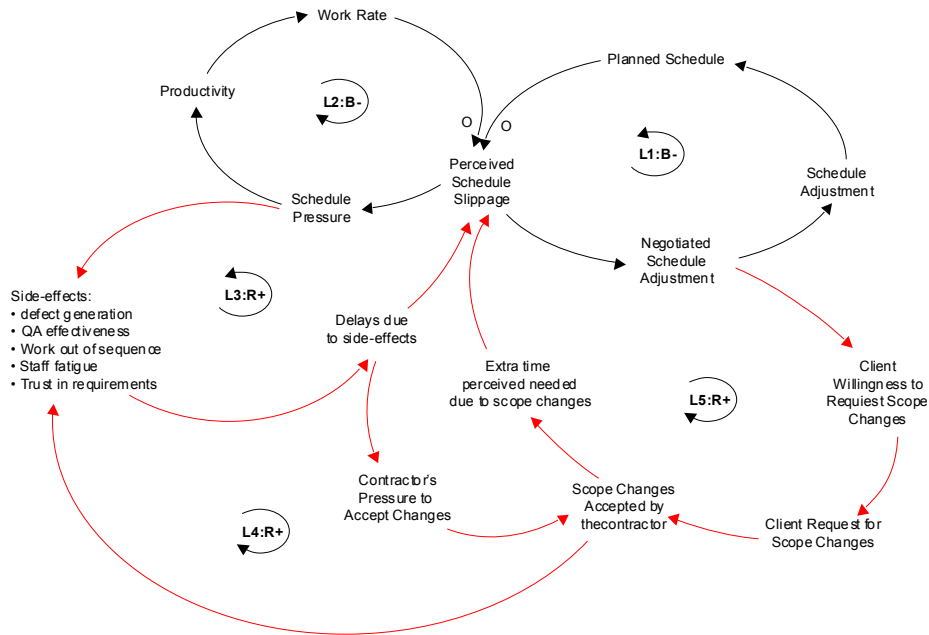 Work Rate
Planned Schedule
Productivity
L2:B-
O
O
L1:B-
Perceived
Schedule
Slippage
Schedule
Adjustment
Schedule
Pressure
Negotiated
Schedule
Adjustment
Side-effects:
• defect generation
• QA effectiveness
• Work out of sequence
• Staff fatigue
• Trust in requirements
L3:R+
Delays due
to side-effects
Extra time
perceived needed
due to scope changes
L5:R+
Client
Willingness to
Requiest Scope
Changes
Contractor's
Pressure to
Accept Changes
Scope Changes
Accepted by
thecontractor
Client Request for
Scope Changes
L4:R+